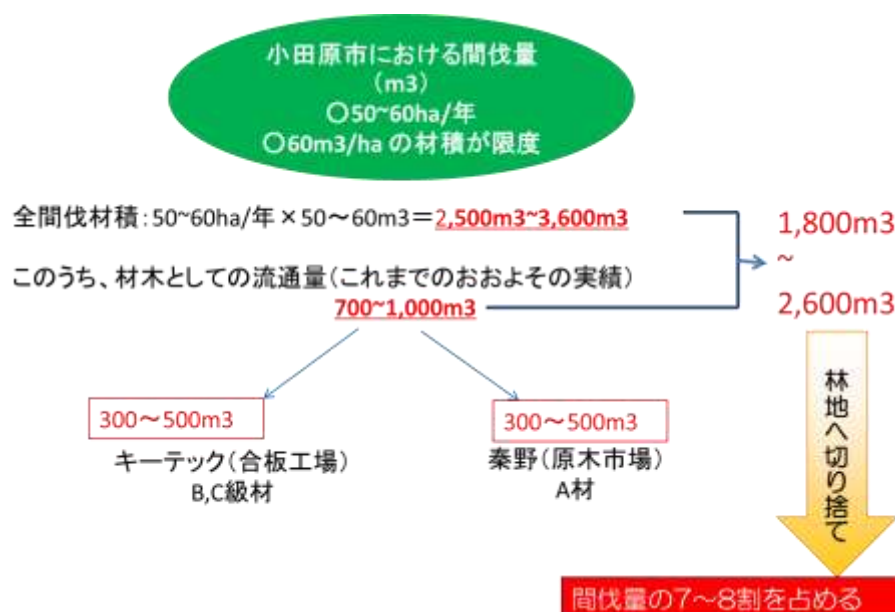 小田原市における間伐量
(m3)
〇50~60ha/年
〇60m3/ha の材積が限度
全間伐材積:50~60ha/年×50～60m3＝2,500m3~3,600m3
このうち、材木としての流通量(これまでのおおよその実績)
700~1,000m3
1,800m3
~
2,600m3
300～500m3
キーテック(合板工場)
B,C級材
300～500m3
秦野(原木市場)
A材
林地へ切り捨て
間伐量の7～8割を占める